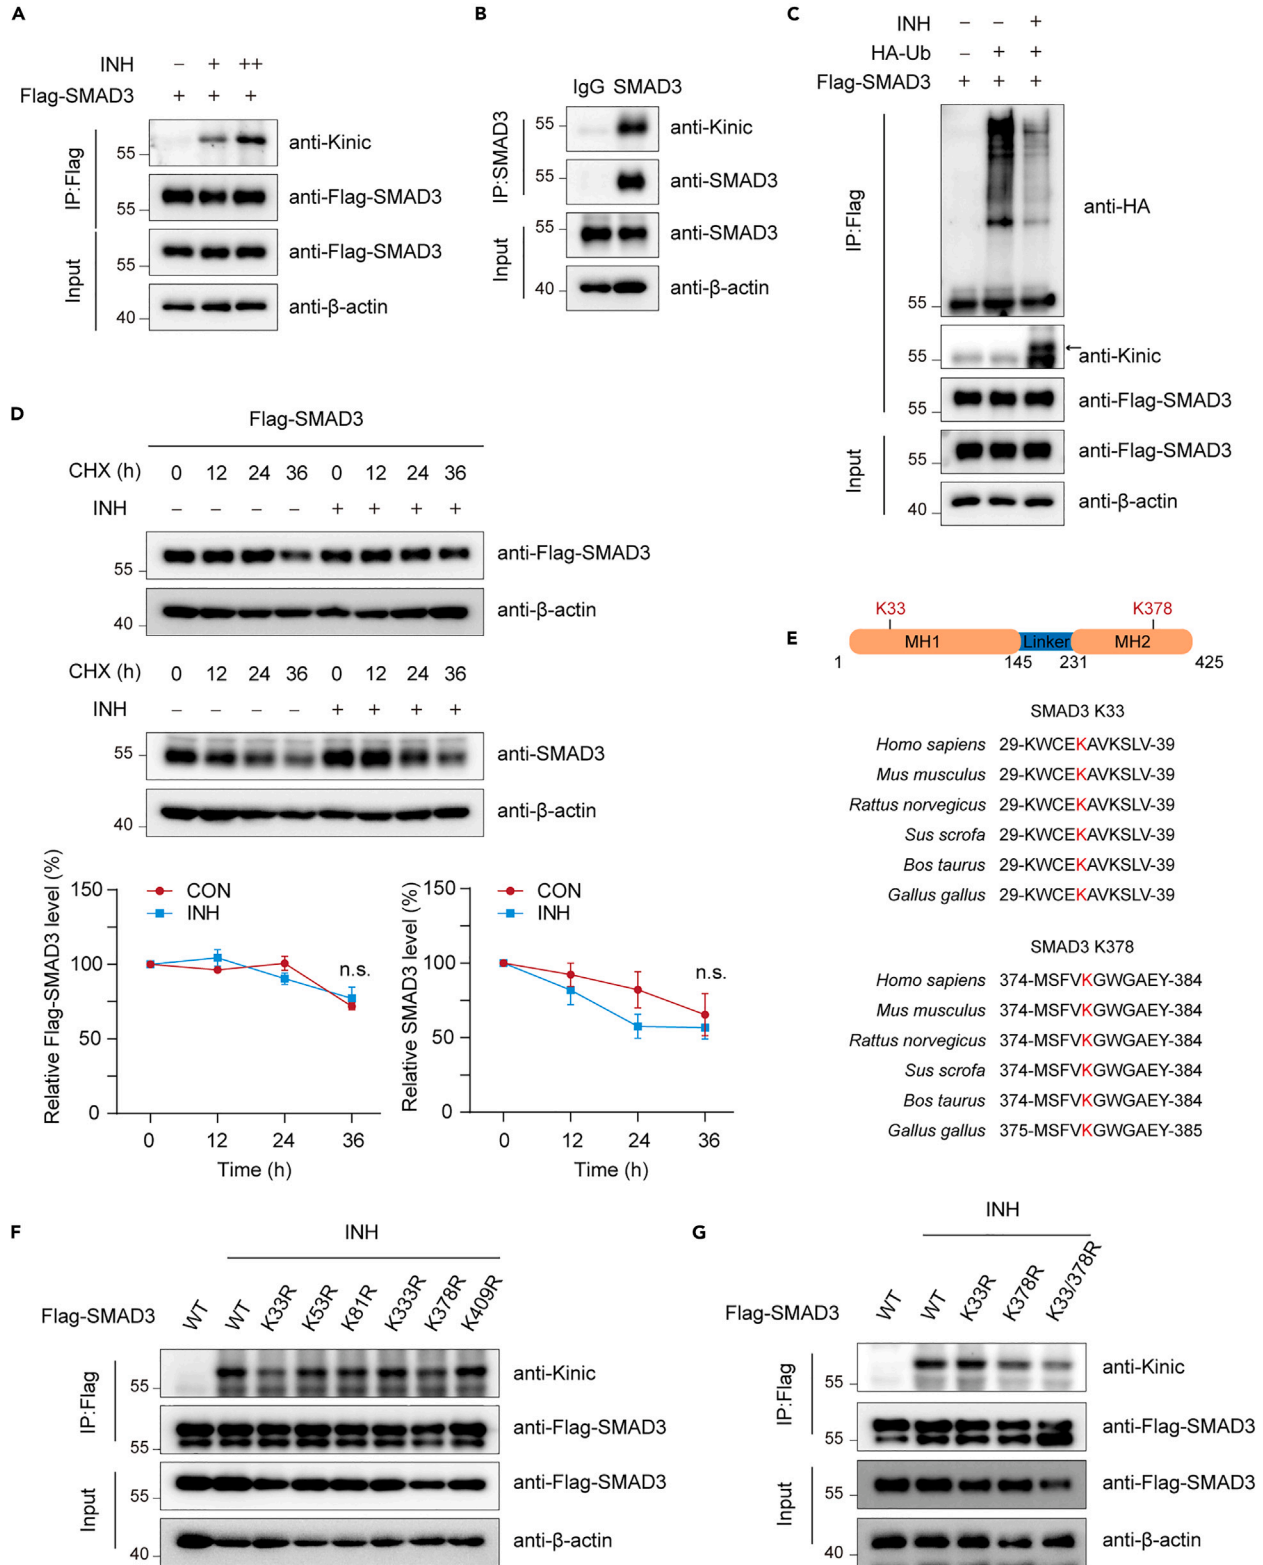 A
INH – + ++
Flag-SMAD3 + + +
IP:Flag
55
anti-Kinic
55
anti-Flag-SMAD3
Input
55
anti-Flag-SMAD3
40
anti-β-actin
B
IgG SMAD3
IP:SMAD3
55
anti-Kinic
55
anti-SMAD3
Input
55
anti-SMAD3
40
anti-β-actin
C
INH +
HA-Ub – + +
Flag-SMAD3 + + +
IP:Flag
anti-HA
55
55
←
anti-Kinic
55
anti-Flag-SMAD3
Input
55
anti-Flag-SMAD3
40
anti-β-actin
D
Flag-SMAD3
CHX (h) 0 12 24 36 0 12 24 36
INH – – – – + + + +
55
anti-Flag-SMAD3
40
anti-β-actin
CHX (h) 0 12 24 36 0 12 24 36
INH – – – – + + + +
55
anti-SMAD3
40
anti-β-actin
Relative Flag-SMAD3 level (%)
150
100
50
0
CON
INH
n.s.
0 12 24 36
Time (h)
Relative SMAD3 level (%)
150
100
50
0
CON
INH
n.s.
0 12 24 36
Time (h)
E
K33 K378
MH1 Linker MH2
1 145 231 425
SMAD3 K33
Homo sapiens 29-KWCEKAVKSLV-39
Mus musculus 29-KWCEKAVKSLV-39
Rattus norvegicus 29-KWCEKAVKSLV-39
Sus scrofa 29-KWCEKAVKSLV-39
Bos taurus 29-KWCEKAVKSLV-39
Gallus gallus 29-KWCEKAVKSLV-39
SMAD3 K378
Homo sapiens 374-MSFVKGWGAEY-384
Mus musculus 374-MSFVKGWGAEY-384
Rattus norvegicus 374-MSFVKGWGAEY-384
Sus scrofa 374-MSFVKGWGAEY-384
Bos taurus 374-MSFVKGWGAEY-384
Gallus gallus 375-MSFVKGWGAEY-385
F
INH
Flag-SMAD3 WT WT K33R K53R K81R K333R K378R K409R
IP:Flag
55
anti-Kinic
55
anti-Flag-SMAD3
Input
55
anti-Flag-SMAD3
40
anti-β-actin
G
INH
Flag-SMAD3 WT WT K33R K378R K33/378R
IP:Flag
55
anti-Kinic
55
anti-Flag-SMAD3
Input
55
anti-Flag-SMAD3
40
anti-β-actin